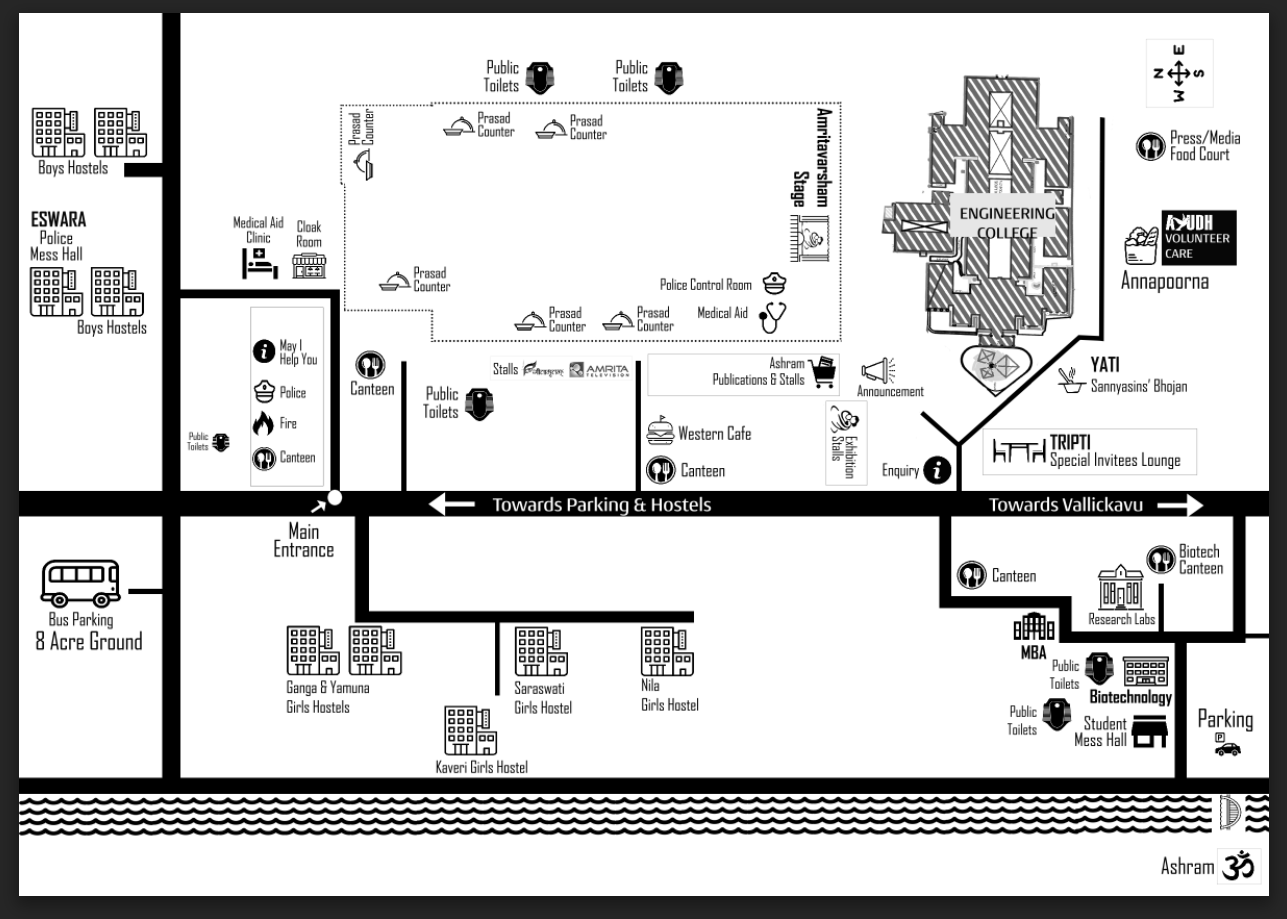 Public
Toilets
Public
Toilets
E
N
S
W
Prasad
Counter
Prasad
Counter
Prasad
Counter
Amritavarsham
Stage
Press/Media
Food Court
Boys Hostels
ESWARA
Police
Mess Hall
Boys Hostels
Medical Aid
Clinic
Cloak
Room
ENGINEERING
COLLEGE
AYUDH
VOLUNTEER
CARE
Annapoorna
Prasad
Counter
Police Control Room
Prasad
Counter
Prasad
Counter
Medical Aid
May I
Help You
Police
Fire
Canteen
Public
Toilets
Canteen
Stalls
AMRITA
TELEVISION
Public
Toilets
Ashram
Publications & Stalls
Announcement
YATI
Sannyasins' Bhojan
Western Cafe
Canteen
Exhibition
Stalls
Enquiry
TRIPTI
Special Invitees Lounge
Towards Parking & Hostels
Towards Vallickavu
Main
Entrance
Bus Parking
8 Acre Ground
Canteen
Biotech
Canteen
Research Labs
MBA
Ganga & Yamuna
Girls Hostels
Saraswati
Girls Hostel
Nila
Girls Hostel
Kaveri Girls Hostel
Public
Toilets
Biotechnology
Public
Toilets
Student
Mess Hall
Parking
P
Ashram
ॐ